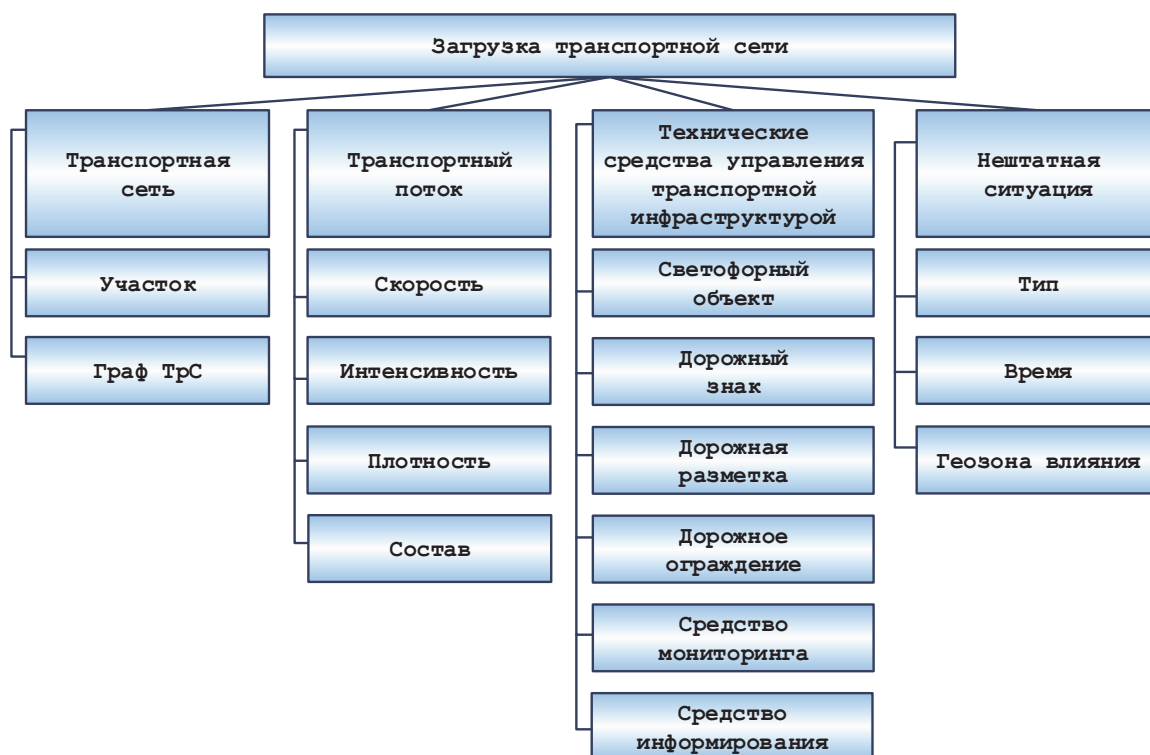 Загрузка транспортной сети
Транспортная
сеть
Участок
Граф ТрС
Транспортный
поток
Скорость
Интенсивность
Плотность
Состав
Технические
средства управления
транспортной
инфраструктурой
Светофорный
объект
Дорожный
знак
Дорожная
разметка
Дорожное
ограждение
Средство
мониторинга
Средство
информирования
Нештатная
ситуация
Тип
Время
Геозона влияния